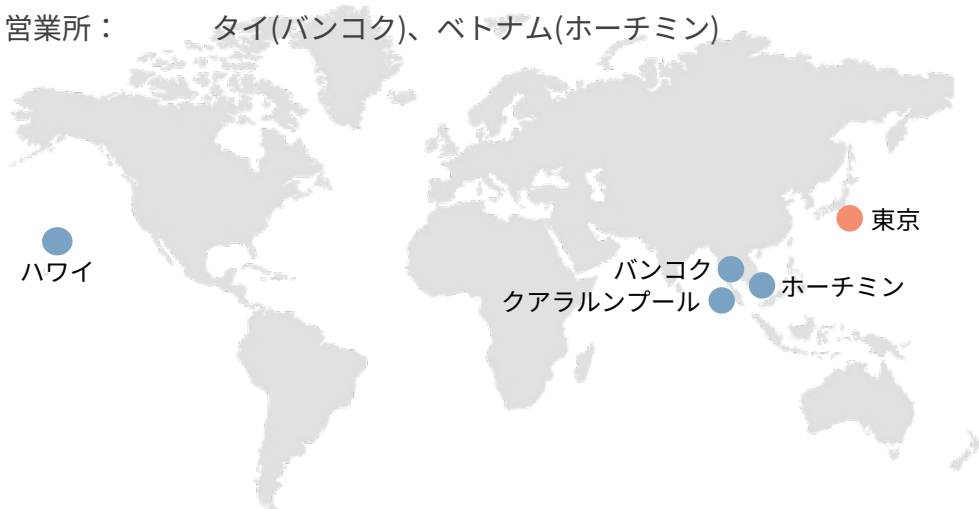 営業所： タイ(バンコク)、ベトナム(ホーチミン)
東京
ハワイ
バンコク
ホーチミン
クアラルンプール